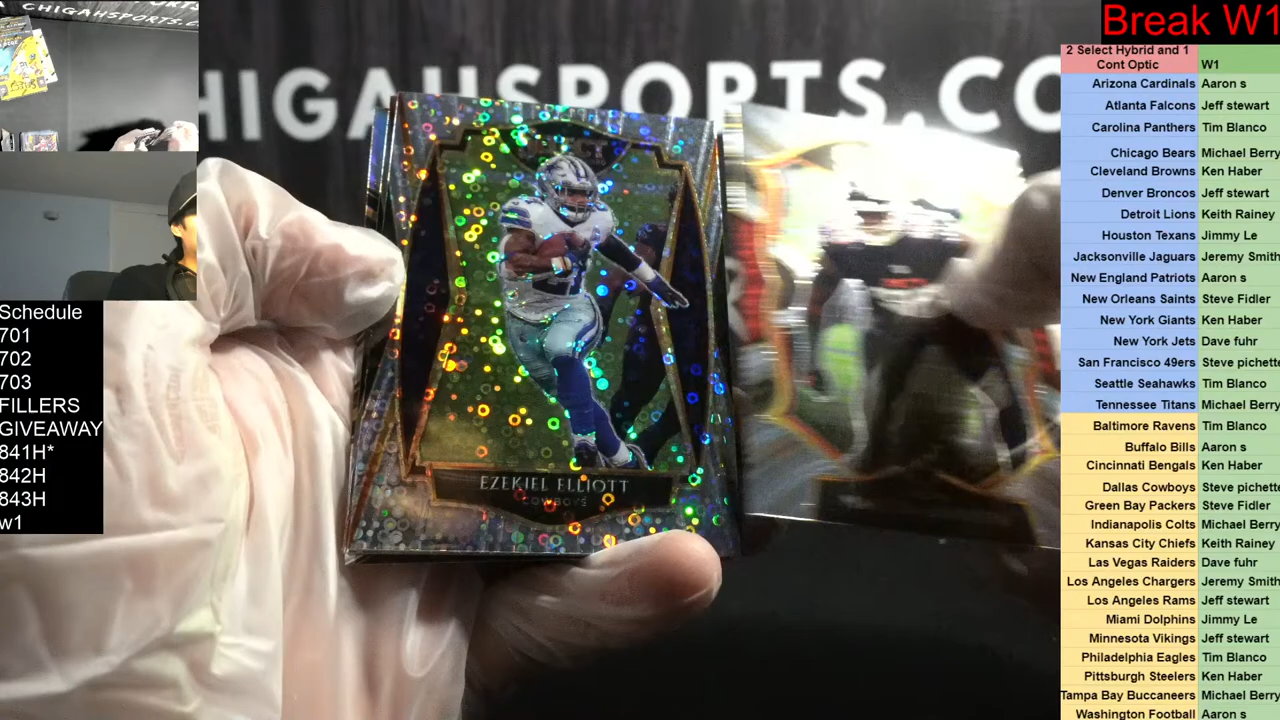 CHIGAHSPORTS.C
HIGAHSPORTS.CO
EZEKIEL ELLIOTT
COWBOYS
Schedule
701
702
703
FILLERS
GIVEAWAY
841H*
842H
843H
w1
Break W1
2 Select Hybrid and 1 Cont Optic W1
Arizona Cardinals Aaron s
Atlanta Falcons Jeff stewart
Carolina Panthers Tim Blanco
Chicago Bears Michael Berry
Cleveland Browns Ken Haber
Denver Broncos Jeff stewart
Detroit Lions Keith Rainey
Houston Texans Jimmy Le
Jacksonville Jaguars Jeremy Smith
New England Patriots Aaron s
New Orleans Saints Steve Fidler
New York Giants Ken Haber
New York Jets Dave fuhr
San Francisco 49ers Steve pichette
Seattle Seahawks Tim Blanco
Tennessee Titans Michael Berry
Baltimore Ravens Tim Blanco
Buffalo Bills Aaron s
Cincinnati Bengals Ken Haber
Dallas Cowboys Steve pichette
Green Bay Packers Steve Fidler
Indianapolis Colts Michael Berry
Kansas City Chiefs Keith Rainey
Las Vegas Raiders Dave fuhr
Los Angeles Chargers Jeremy Smith
Los Angeles Rams Jeff stewart
Miami Dolphins Jimmy Le
Minnesota Vikings Jeff stewart
Philadelphia Eagles Tim Blanco
Pittsburgh Steelers Ken Haber
Tampa Bay Buccaneers Michael Berry
Washington Football Aaron s